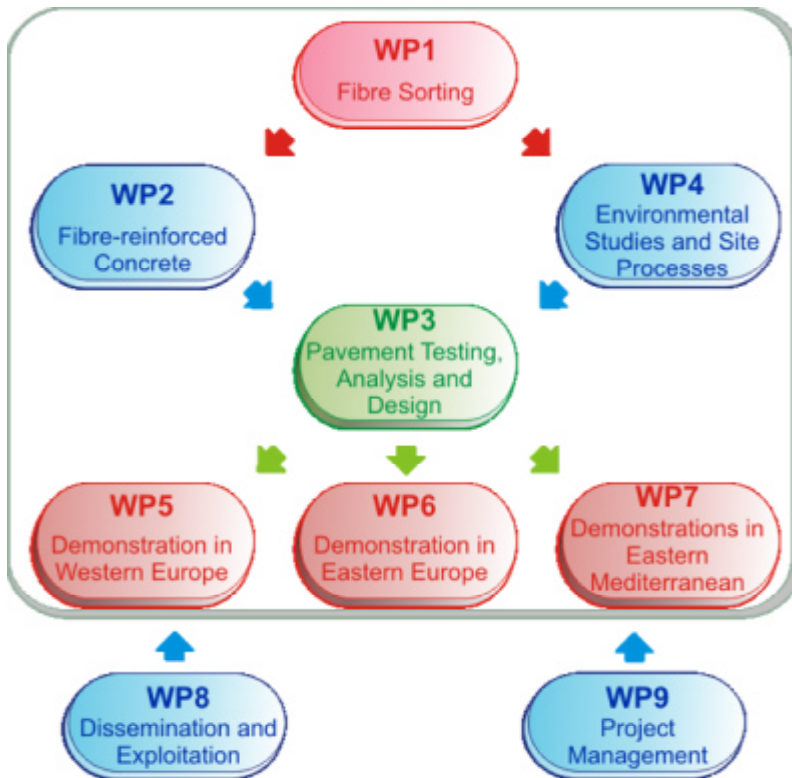 WP1
Fibre Sorting
WP2
Fibre-reinforced
Concrete
WP4
Environmental
Studies and Site
Processes
WP3
Pavement Testing,
Analysis and
Design
WP5
Demonstration in
Western Europe
WP6
Demonstration in
Eastern Europe
WP7
Demonstrations in
Eastern
Mediterranean
WP8
Dissemination and
Exploitation
WP9
Project
Management